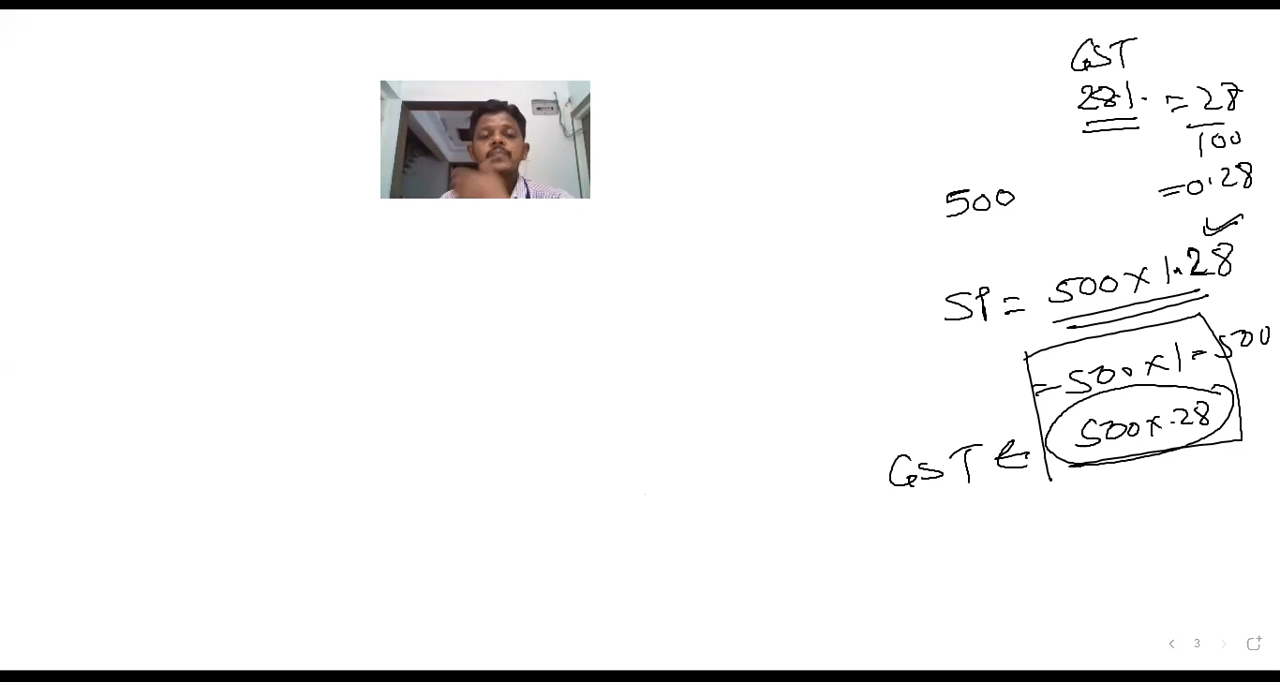 GST
28% = 28
100
= 0.28
500
SP = 500 x 1.28
= 500 x 1 = 500
500 x .28
GST ←
3